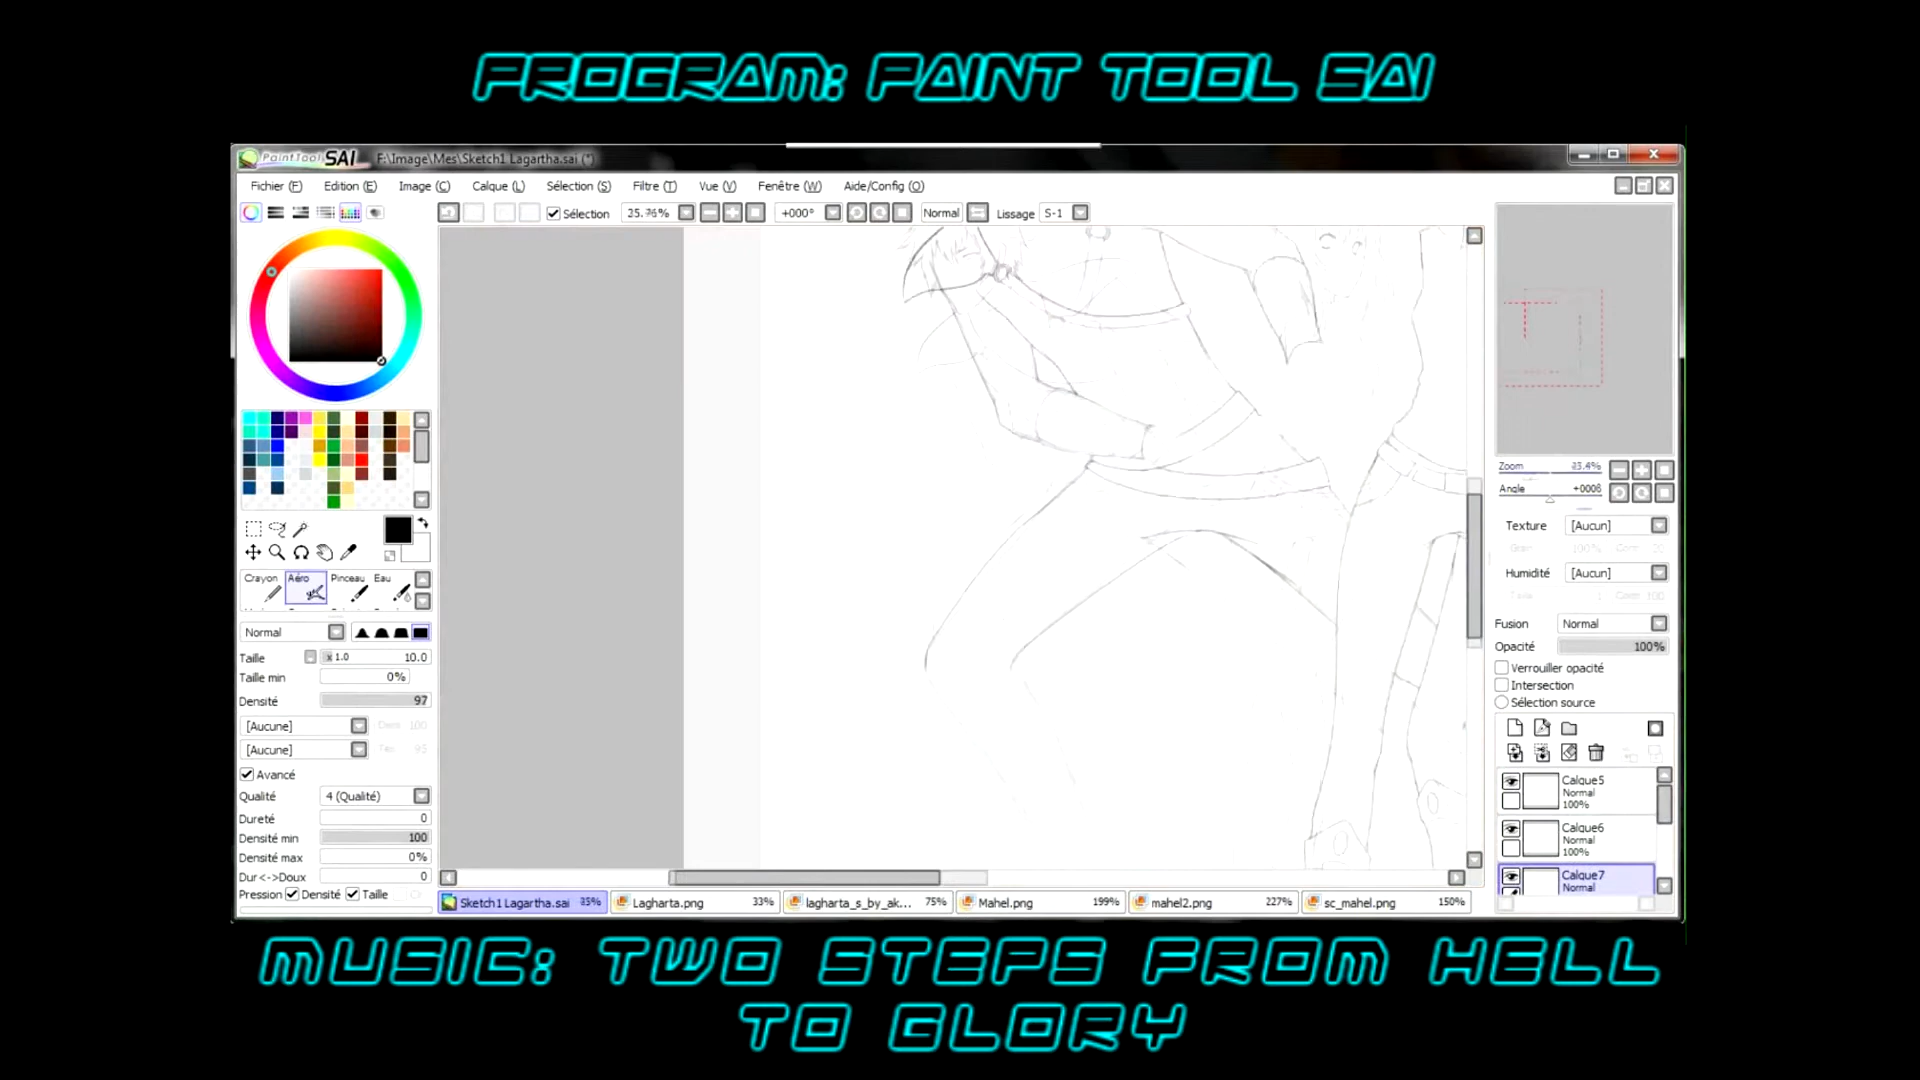 PROGRAM: PAINT TOOL SAI
PaintTool SAI F:\Image\Mes\Sketch1 Lagartha.sai (*)
Fichier (F) Edition (E) Image (C) Calque (L) Sélection (S) Filtre (T) Vue (V) Fenêtre (W) Aide/Config (O)
Sélection 25.76% +000° Normal Lissage S-1
Zoom
Angle
Texture [Aucun]
Humidité [Aucun]
Crayon Aéro Pinceau Eau
Fusion Normal
Normal
Opacité 100%
Taille x 1.0 10.0
Verrouiller opacité
Taille min 0%
Intersection
Densité 97
Sélection source
[Aucune]
[Aucune]
Avancé
Qualité 4 (Qualité)
Dureté 0
Densité min 100
Densité max 0%
Dur<->Doux 0
Pression Densité Taille
Calque5
Normal
100%
Calque6
Normal
100%
Calque7
Normal
Sketch1 Lagartha.sai Lagharta.png 33% lagharta_s_by_ak... 75% Mahel.png 199% mahel2.png 227% sc_mahel.png 150%
MUSIC: TWO STEPS FROM HELL
TO GLORY